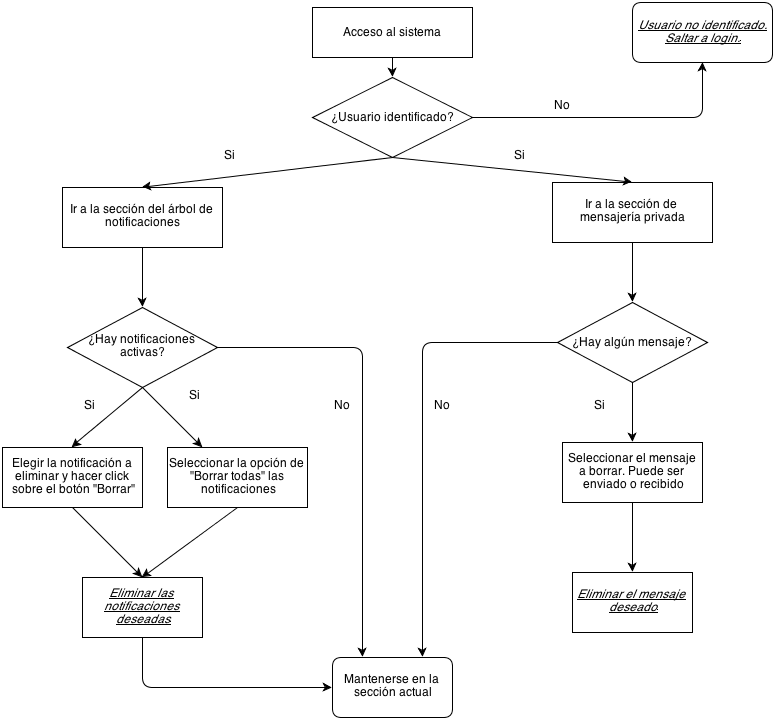 Acceso al sistema
Usuario no identificado.
Saltar a login.
¿Usuario identificado?
No
Si
Si
Ir a la sección del árbol de
notificaciones
Ir a la sección de
mensajería privada
¿Hay notificaciones
activas?
¿Hay algún mensaje?
Si
Si
No
No
Si
Elegir la notificación a
eliminar y hacer click
sobre el botón "Borrar"
Seleccionar la opción de
"Borrar todas" las
notificaciones
Seleccionar el mensaje
a borrar. Puede ser
enviado o recibido
Eliminar las
notificaciones
deseadas
Eliminar el mensaje
deseado
Mantenerse en la
sección actual